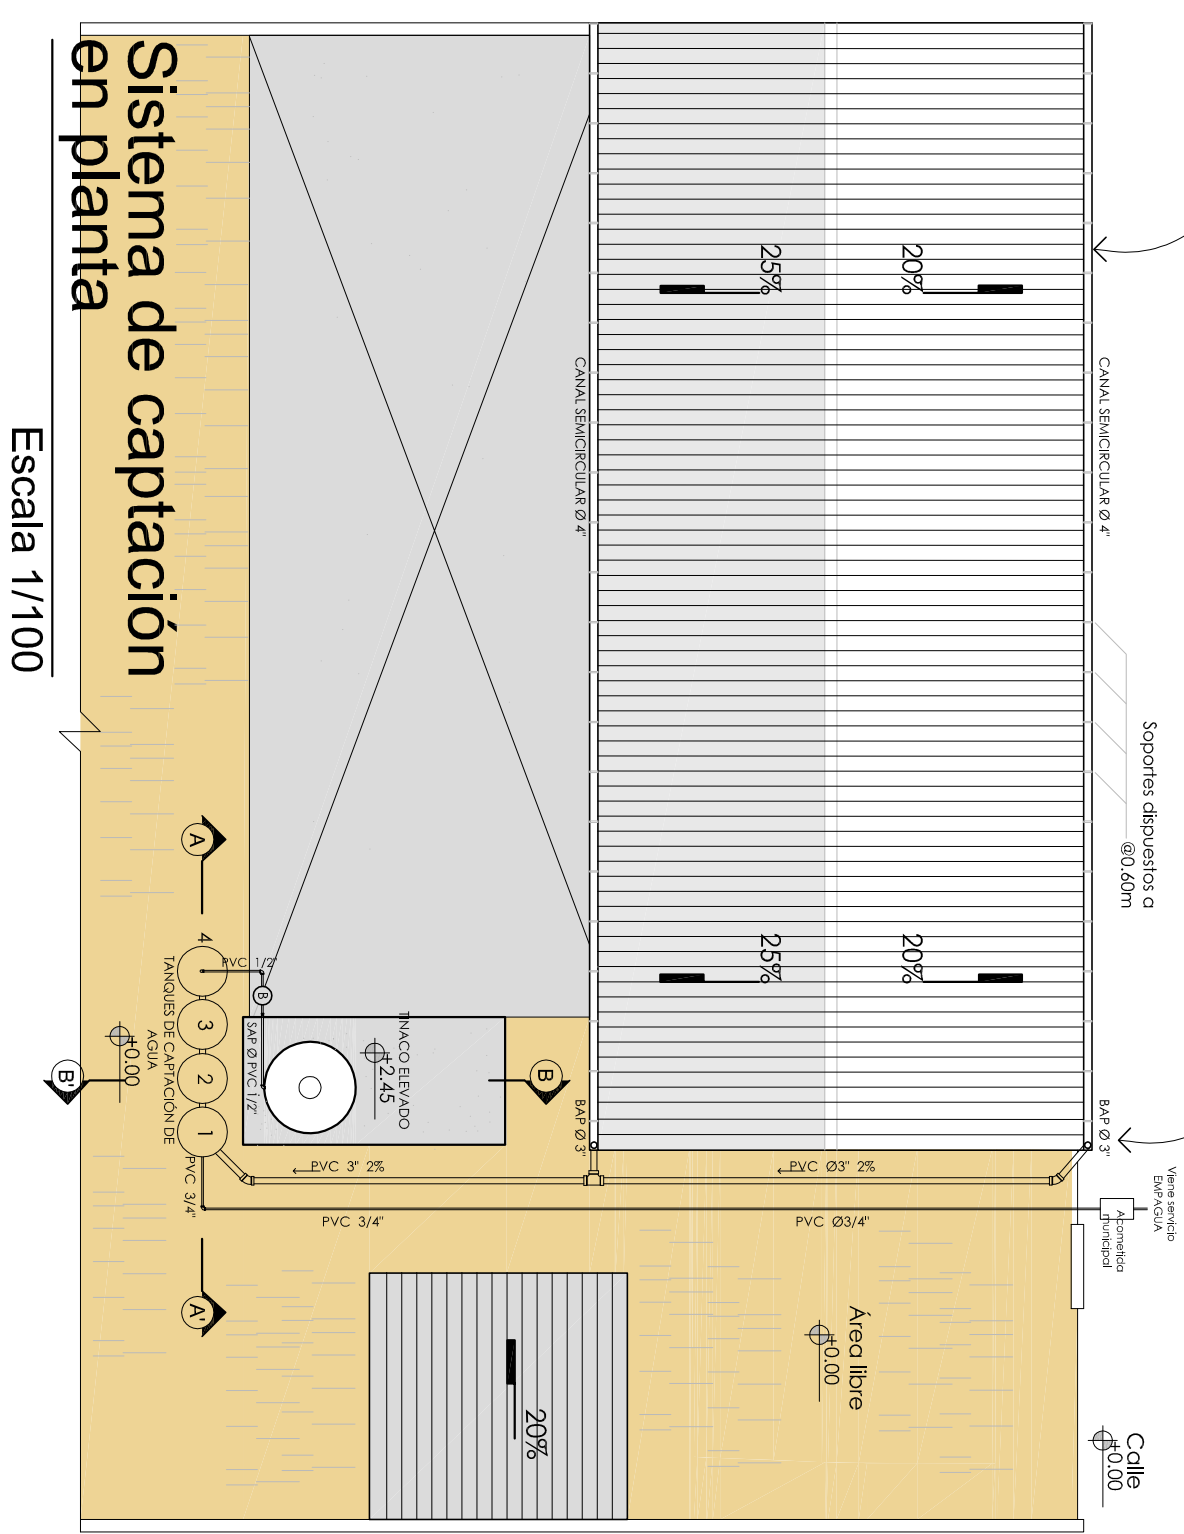 Viene servicio
EMPAGUA
Acometida
municipal
Calle
+0.00
Soportes dispuestos a
@0.60m
CANAL SEMICIRCULAR Ø 4"
BAP Ø 3"
20%
20%
25%
25%
CANAL SEMICIRCULAR Ø 4"
BAP Ø 3"
PVC Ø3" 2%
PVC Ø3/4"
Área libre
+0.00
20%
B
TINACO ELEVADO
+2.45
SAP Ø PVC 1/2"
B
PVC 1/2"
PVC 3" 2%
PVC 3/4"
PVC 3/4"
A
4
3
2
1
A'
TANQUES DE CAPTACIÓN DE
AGUA
+0.00
B'
Sistema de captación
en planta
Escala 1/100